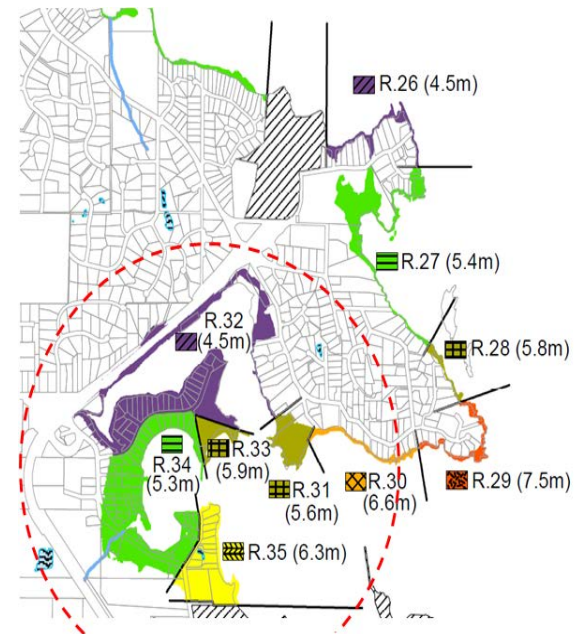 R.26 (4.5m)
R.27 (5.4m)
R.32
(4.5m)
R.28 (5.8m)
R.33
(5.9m)
R.34
(5.3m)
R.31
(5.6m)
R.30
(6.6m)
R.29 (7.5m)
R.35 (6.3m)